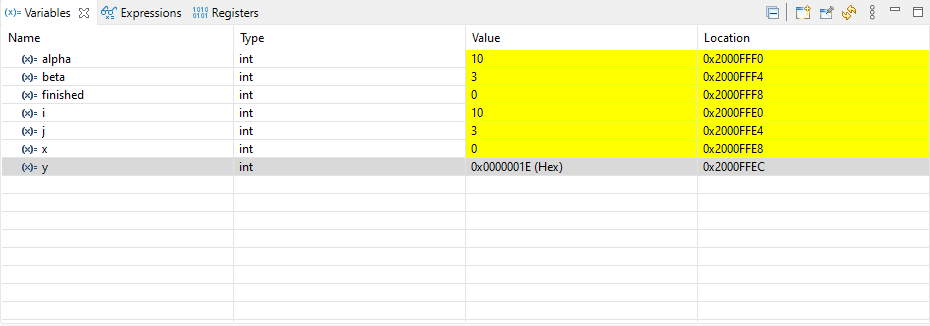 (x)= Variables Expressions 1010 0101 Registers
Name Type Value Location
(x)= alpha int 10 0x2000FFF0
(x)= beta int 3 0x2000FFF4
(x)= finished int 0 0x2000FFF8
(x)= i int 10 0x2000FFE0
(x)= j int 3 0x2000FFE4
(x)= x int 0 0x2000FFE8
(x)= y int 0x0000001E (Hex) 0x2000FFEC